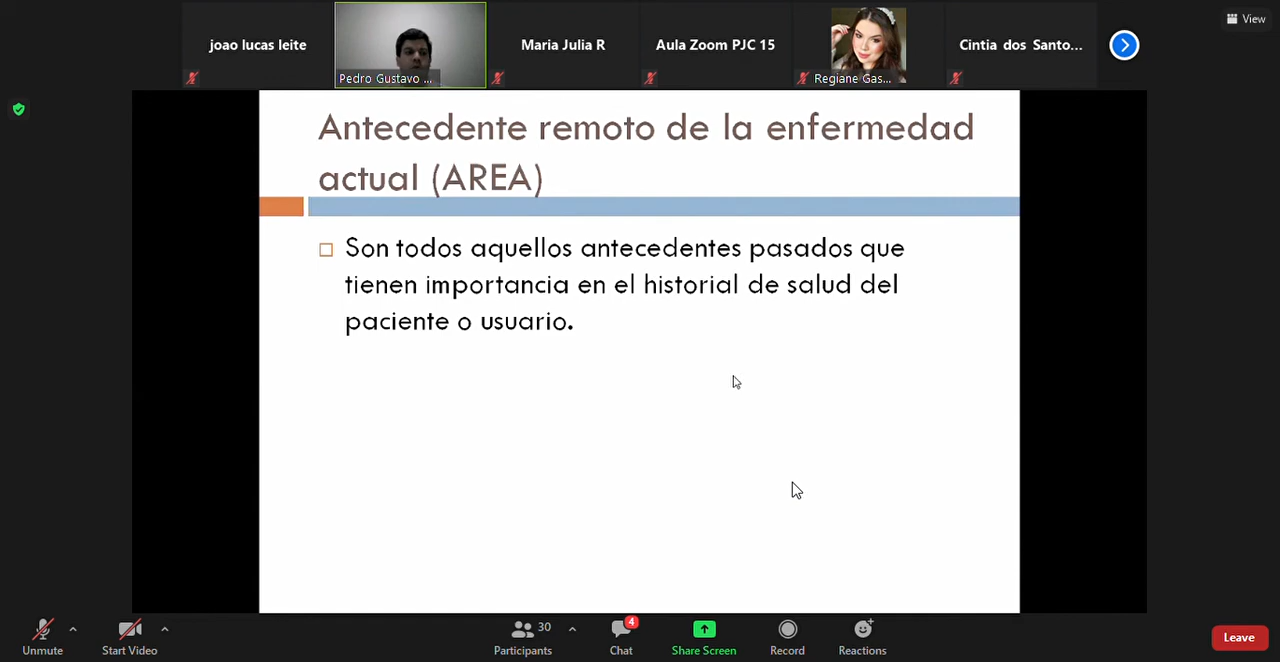 joao lucas leite
Pedro Gustavo ...
Maria Julia R
Aula Zoom PJC 15
Regiane Gas...
Cintia dos Santo...
View
Antecedente remoto de la enfermedad
actual (AREA)
Son todos aquellos antecedentes pasados que
tienen importancia en el historial de salud del
paciente o usuario.
Unmute
Start Video
30
Participants
4
Chat
Share Screen
Record
Reactions
Leave